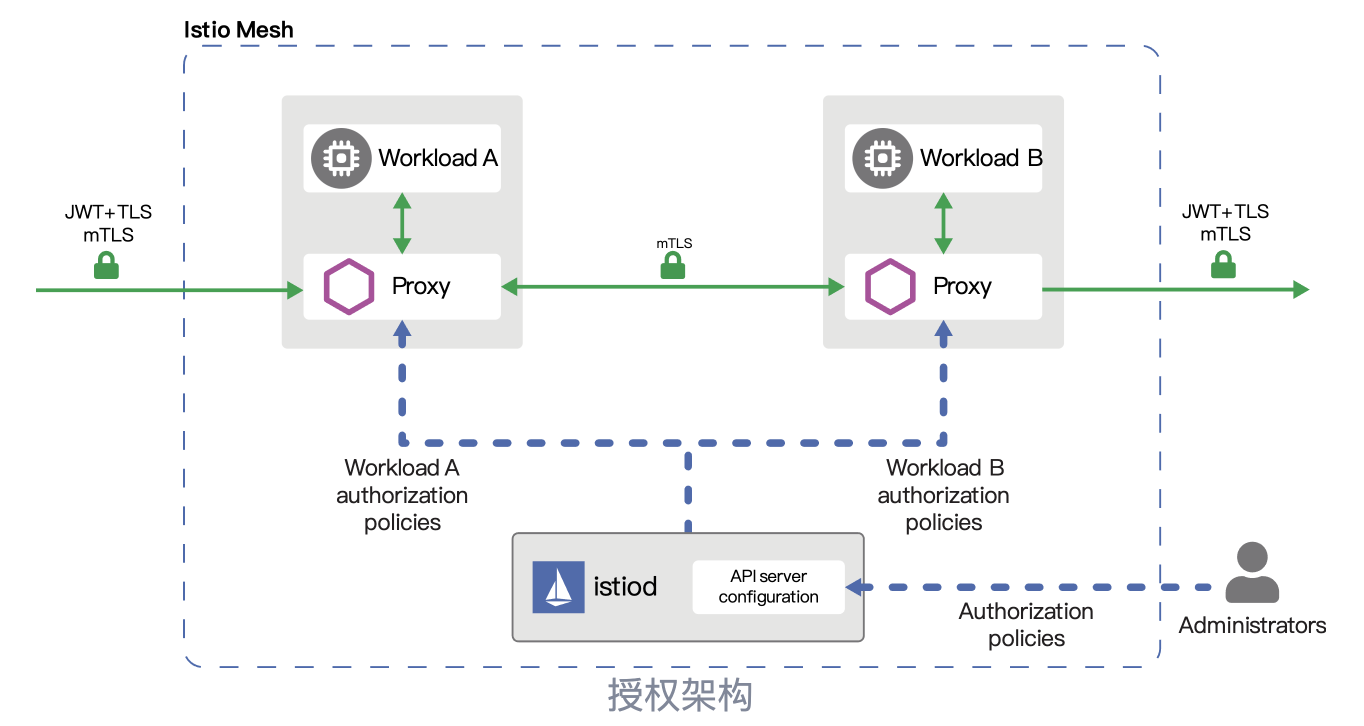 Istio Mesh
Workload A
Workload B
JWT+TLS
mTLS
mTLS
JWT+TLS
mTLS
Proxy
Proxy
Workload A
authorization
policies
Workload B
authorization
policies
istiod
API server
configuration
Authorization
policies
Administrators
授权架构